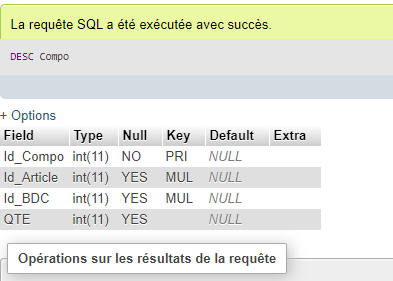 La requête SQL a été exécutée avec succès.
DESC Compo
+ Options
Field Type Null Key Default Extra
Id_Compo int(11) NO PRI NULL
Id_Article int(11) YES MUL NULL
Id_BDC int(11) YES MUL NULL
QTE int(11) YES NULL
Opérations sur les résultats de la requête